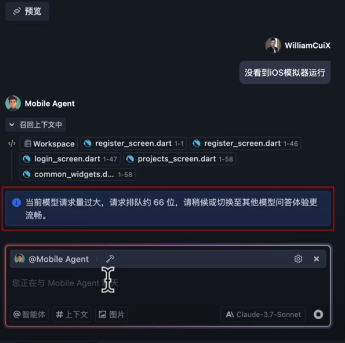 预览
WilliamCuiX
没看到iOS模拟器运行
Mobile Agent
召回上下文中
Workspace register_screen.dart 1-1 register_screen.dart 1-46
login_screen.dart 1-47 projects_screen.dart 1-58
common_widgets.d... 1-58
当前模型请求量过大，请求排队约 66 位，请稍候或切换至其他模型问答体验更
流畅。
@Mobile Agent
您正在与 Mobile Agent 天
@智能体 #上下文 图片 Claude-3.7-Sonnet